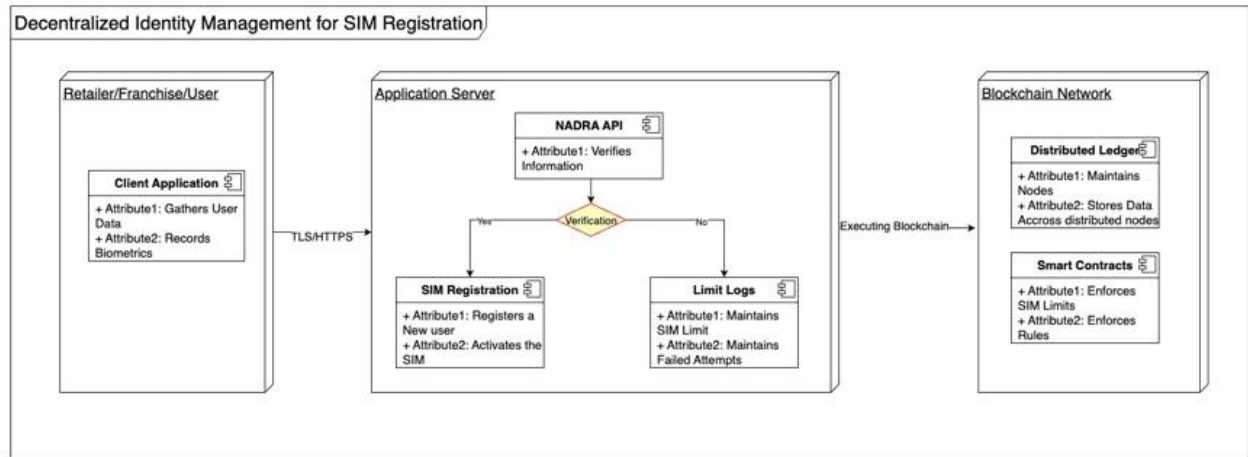 Decentralized Identity Management for SIM Registration
Retailer/Franchise/User
Client Application
+ Attribute1: Gathers User
Data
+ Attribute2: Records
Biometrics
TLS/HTTPS
Application Server
NADRA API
+ Attribute1: Verifies
Information
Verification
Yes
No
SIM Registration
+ Attribute1: Registers a
New user
+ Attribute2: Activates the
SIM
Limit Logs
+ Attribute1: Maintains
SIM Limit
+ Attribute2: Maintains
Failed Attempts
Executing Blockchain
Blockchain Network
Distributed Ledger
+ Attribute1: Maintains
Nodes
+ Attribute2: Stores Data
Accross distributed nodes
Smart Contracts
+ Attribute1: Enforces
SIM Limits
+ Attribute2: Enforces
Rules